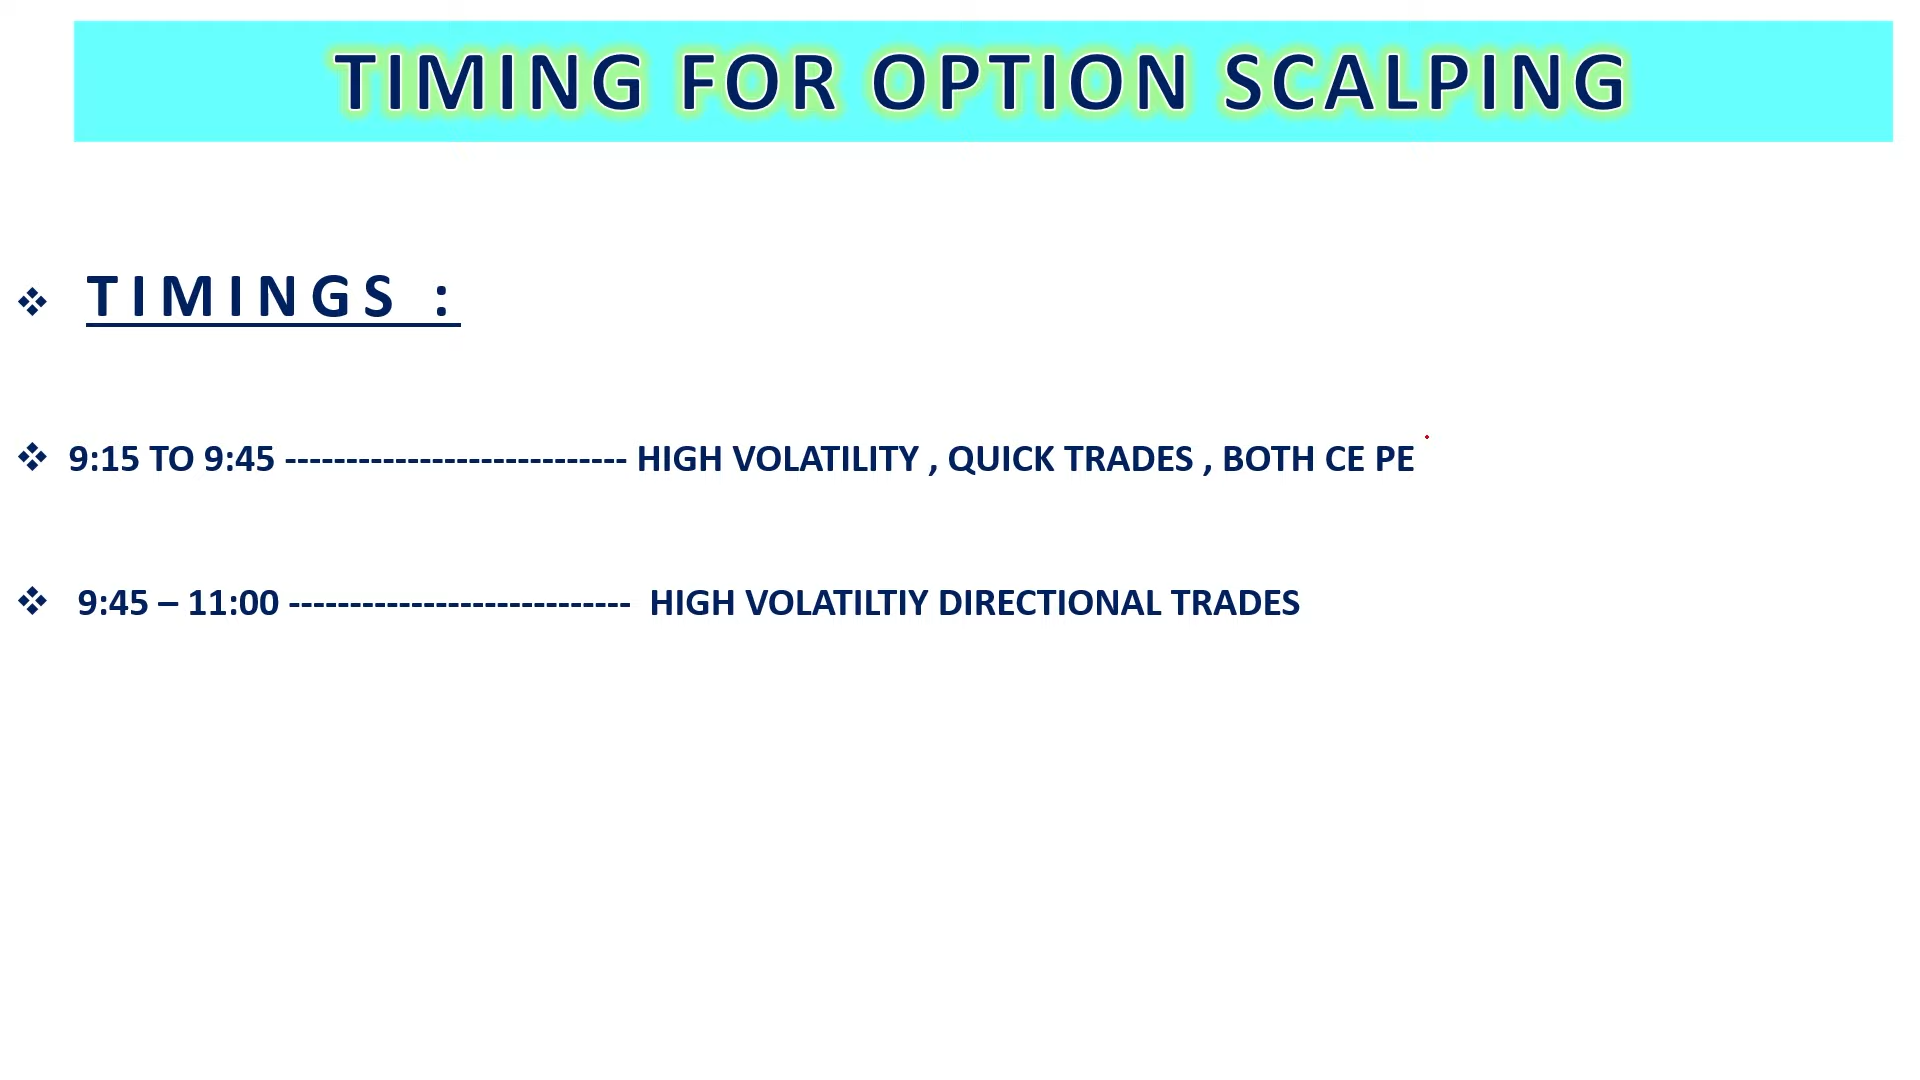 TIMING FOR OPTION SCALPING
❖ TIMINGS :
❖ 9:15 TO 9:45 ---------------------------- HIGH VOLATILITY , QUICK TRADES , BOTH CE PE
❖ 9:45 – 11:00 ---------------------------- HIGH VOLATILTIY DIRECTIONAL TRADES